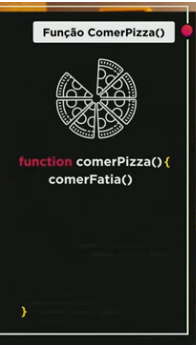 Função ComerPizza()
function comerPizza() {
comerFatia()
}